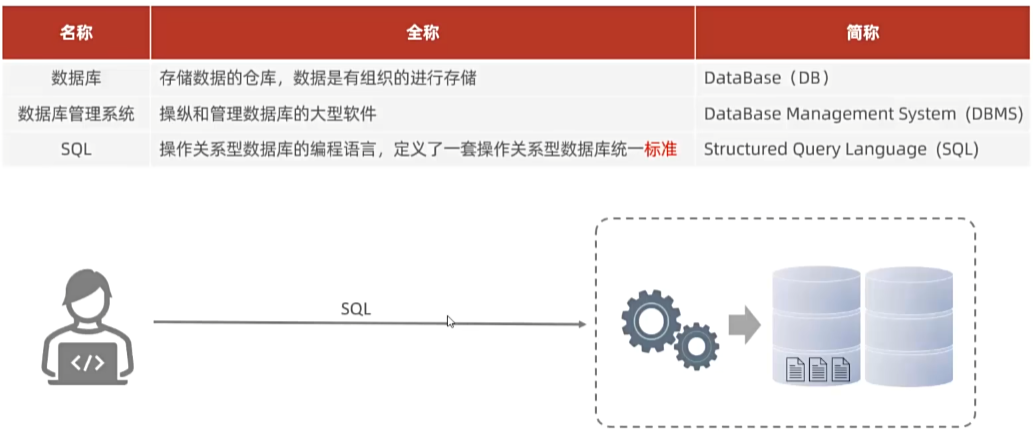 名称 全称 简称
数据库 存储数据的仓库，数据是有组织的进行存储 DataBase（DB）
数据库管理系统 操纵和管理数据库的大型软件 DataBase Management System (DBMS)
SQL 操作关系型数据库的编程语言，定义了一套操作关系型数据库统一标准 Structured Query Language (SQL)
SQL
</>